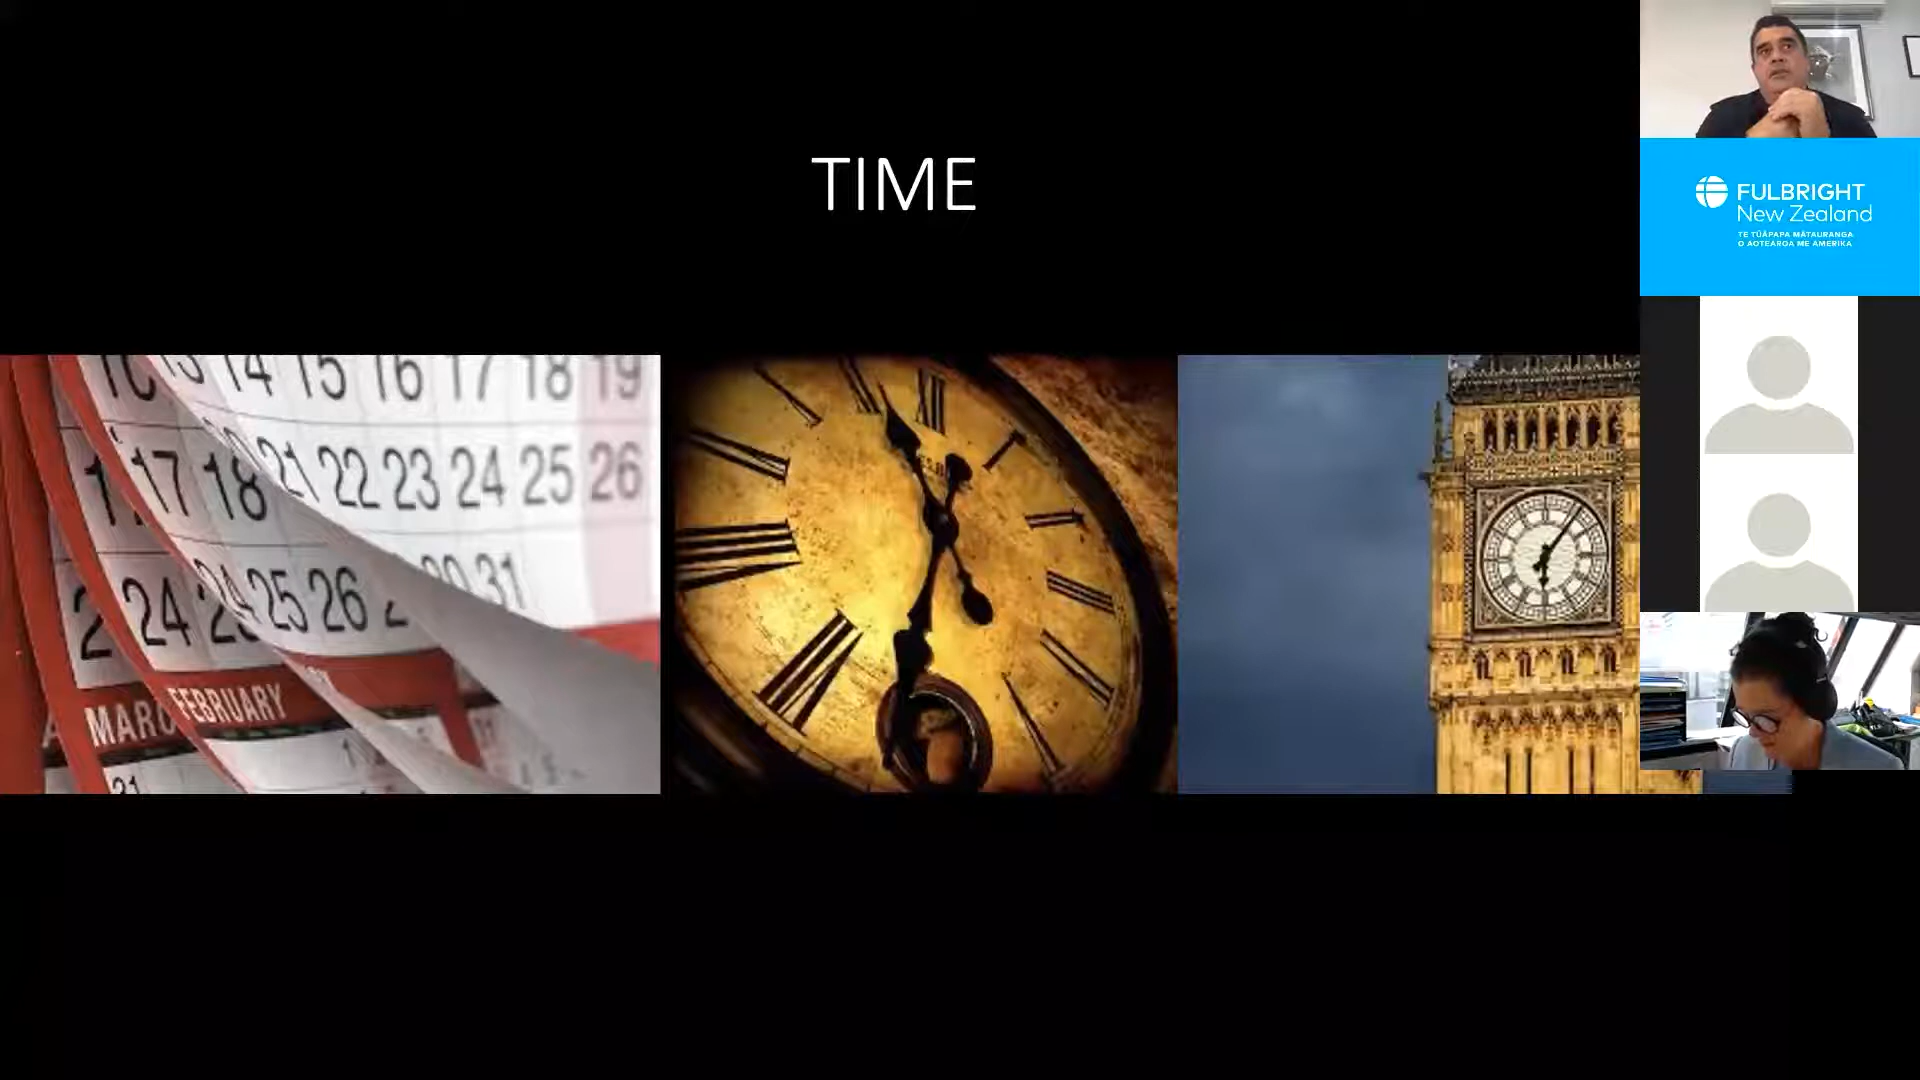 TIME
FULBRIGHT
New Zealand
TE TŪĀPAPA MĀTAURANGA
O AOTEAROA ME AMERIKA
14 15 16 17 18 19
17 18 21 22 23 24 25 26
24 25 26 31
FEBRUARY
31